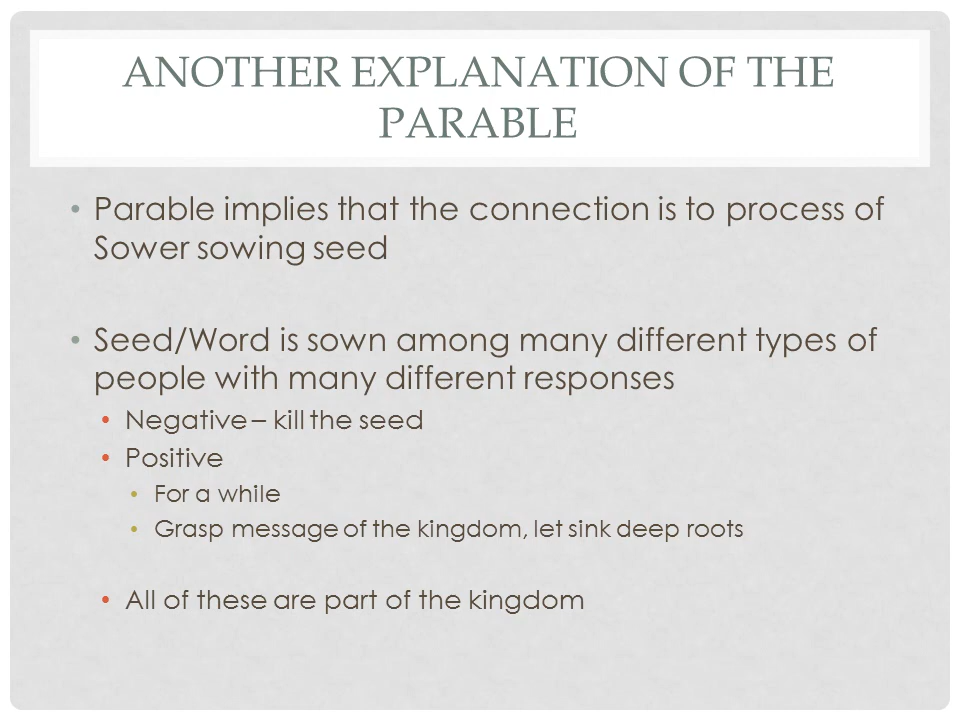 ANOTHER EXPLANATION OF THE
PARABLE
• Parable implies that the connection is to process of
Sower sowing seed
• Seed/Word is sown among many different types of
people with many different responses
• Negative – kill the seed
• Positive
• For a while
• Grasp message of the kingdom, let sink deep roots
• All of these are part of the kingdom